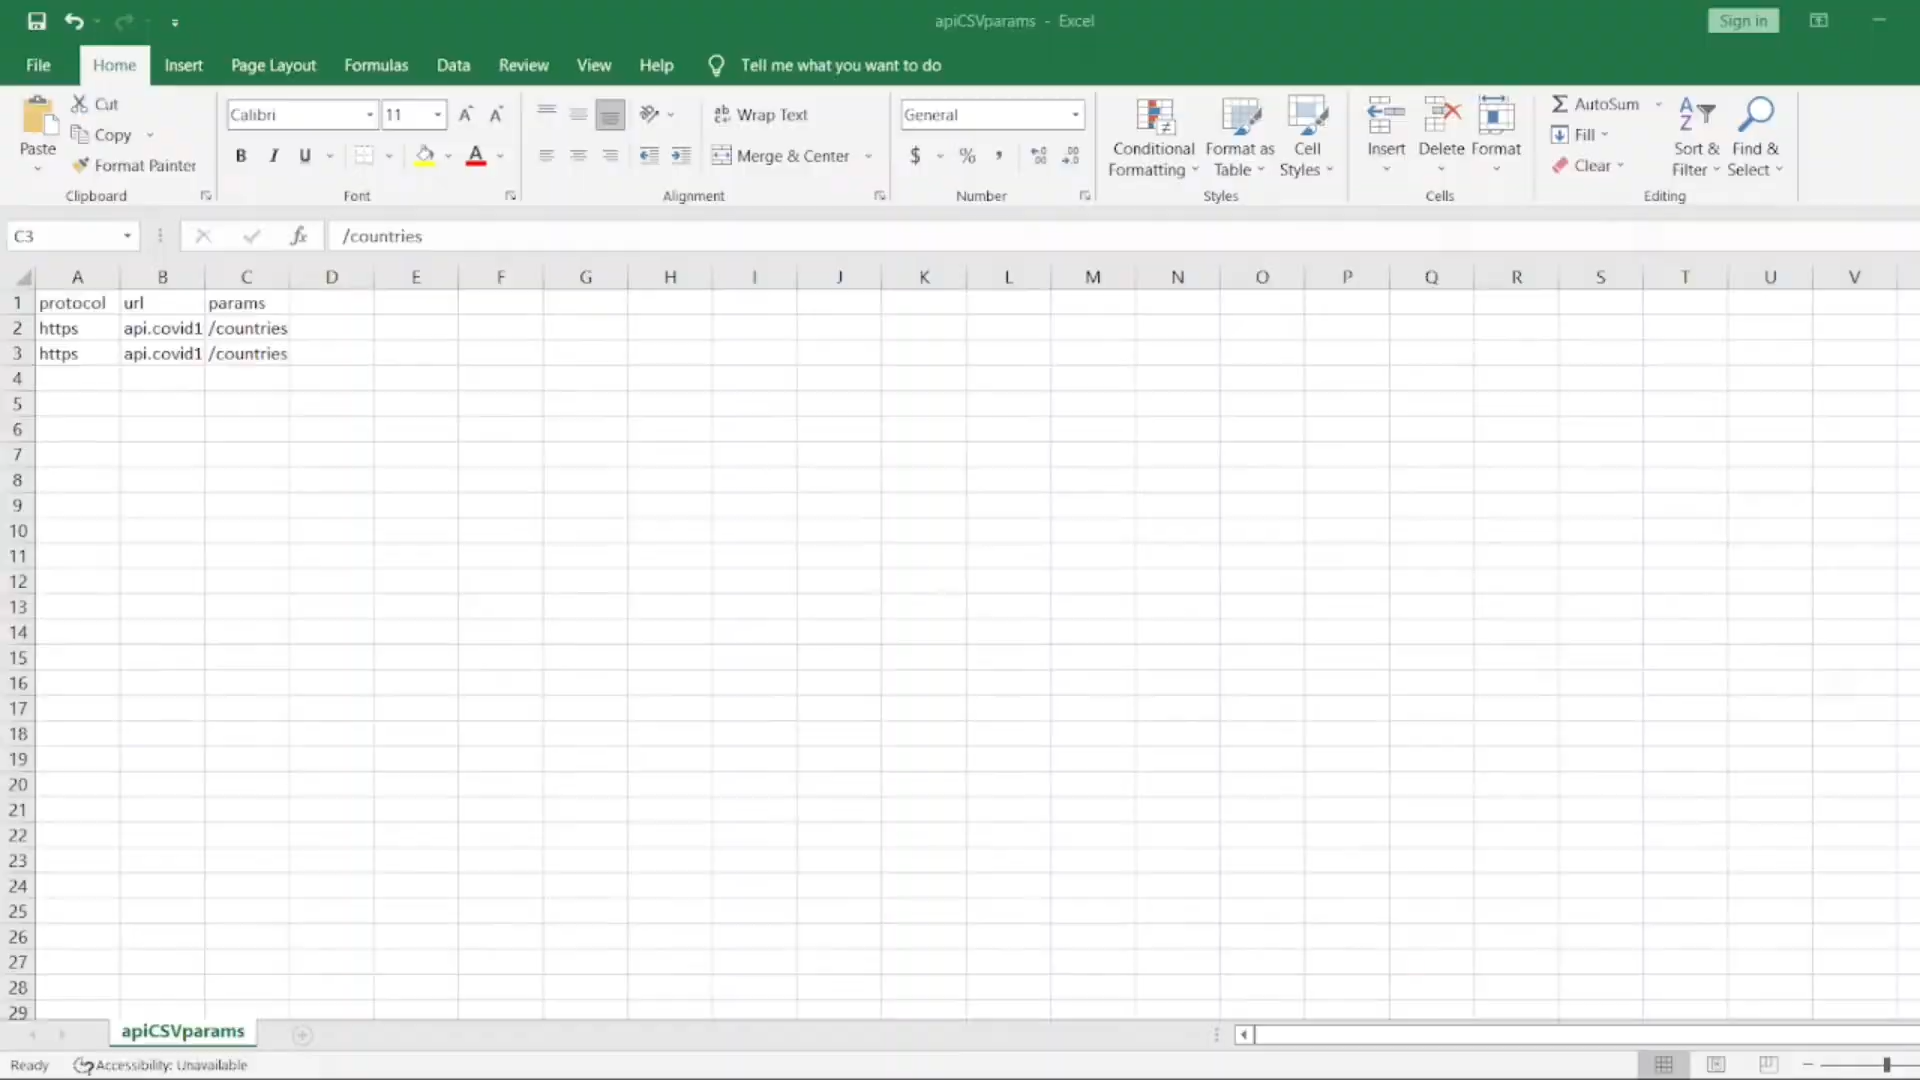 apiCSVparams - Excel
Sign in
File Home Insert Page Layout Formulas Data Review View Help Tell me what you want to do
Paste
Cut
Copy
Format Painter
Clipboard
Calibri 11
B I U
Font
Wrap Text
Merge & Center
Alignment
General
$ % ,
Number
Conditional Formatting
Format as Table
Cell Styles
Styles
Insert
Delete
Format
Cells
AutoSum
Fill
Clear
Sort & Filter
Find & Select
Editing
C3 fx /countries
A B C D E F G H I J K L M N O P Q R S T U V
1 protocol url params
2 https api.covid1 /countries
3 https api.covid1 /countries
4
5
6
7
8
9
10
11
12
13
14
15
16
17
18
19
20
21
22
23
24
25
26
27
28
29
apiCSVparams
Ready Accessibility: Unavailable